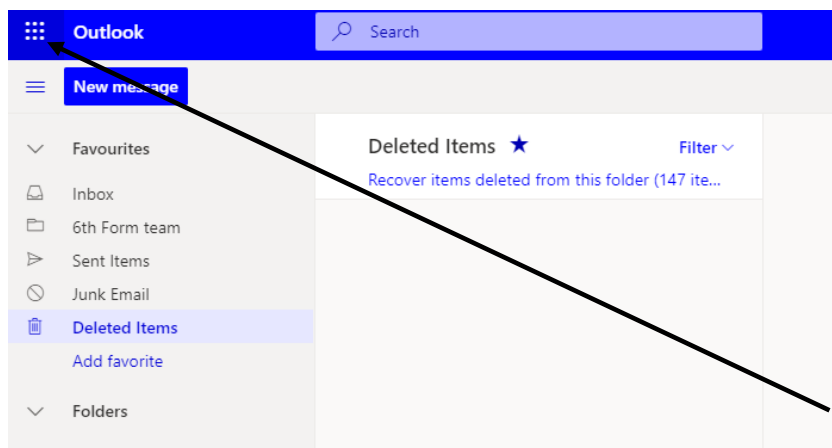 Outlook
Search
New message
Favourites
Deleted Items
Filter
Recover items deleted from this folder (147 ite...
Inbox
6th Form team
Sent Items
Junk Email
Deleted Items
Add favorite
Folders